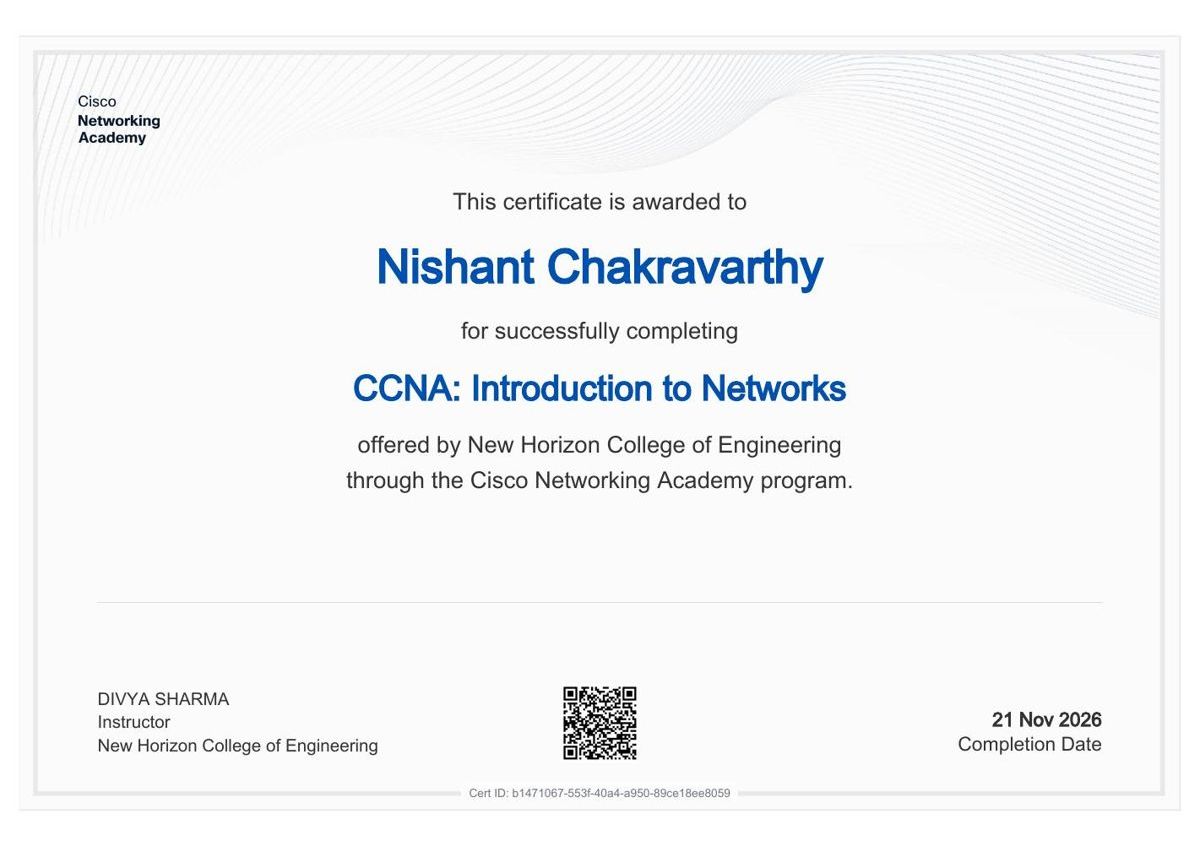 Cisco
Networking
Academy
This certificate is awarded to
Nishant Chakravarthy
for successfully completing
CCNA: Introduction to Networks
offered by New Horizon College of Engineering
through the Cisco Networking Academy program.
DIVYA SHARMA
Instructor
New Horizon College of Engineering
21 Nov 2026
Completion Date
Cert ID: b1471067-553f-40a4-a950-89ce18ee8059